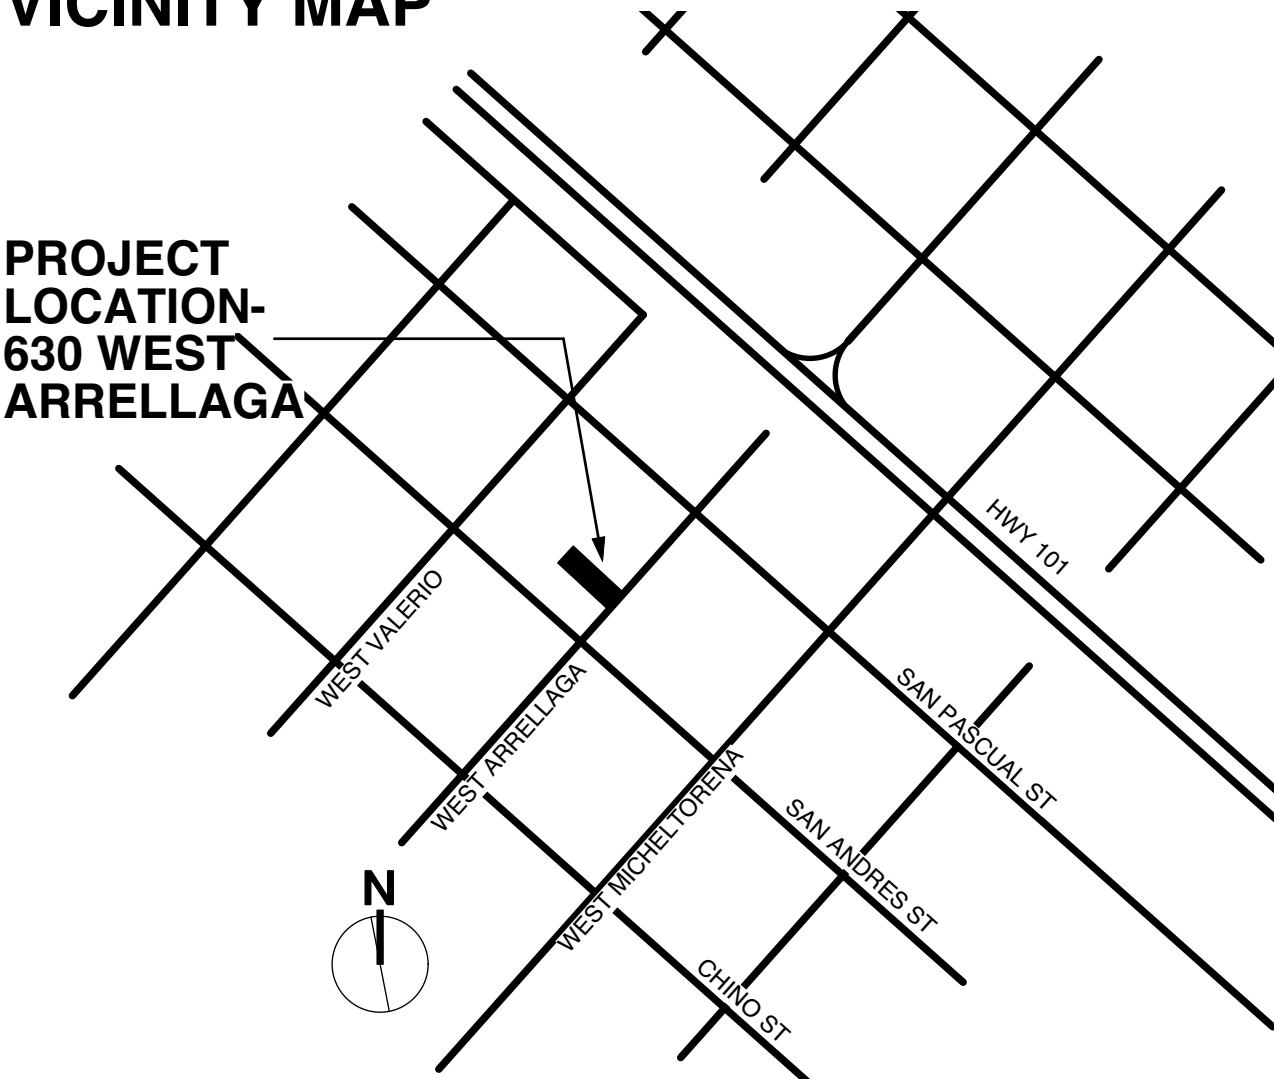 VICINITY MAP
PROJECT
LOCATION-
630 WEST
ARRELLAGA
HWY 101
WEST VALERIO
WEST ARRELLAGA
WEST MICHELTORENA
SAN PASCUAL ST
SAN ANDRES ST
CHINO ST
N